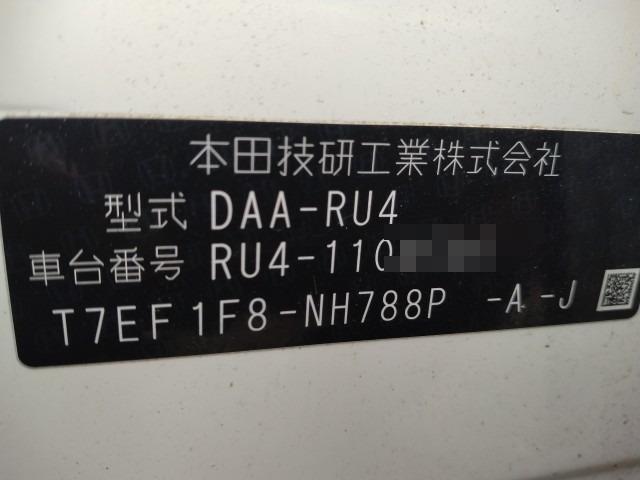 本田技研工業株式会社
型式 DAA-RU4
車台番号 RU4-110
T7EF 1F8-NH788P -A -J